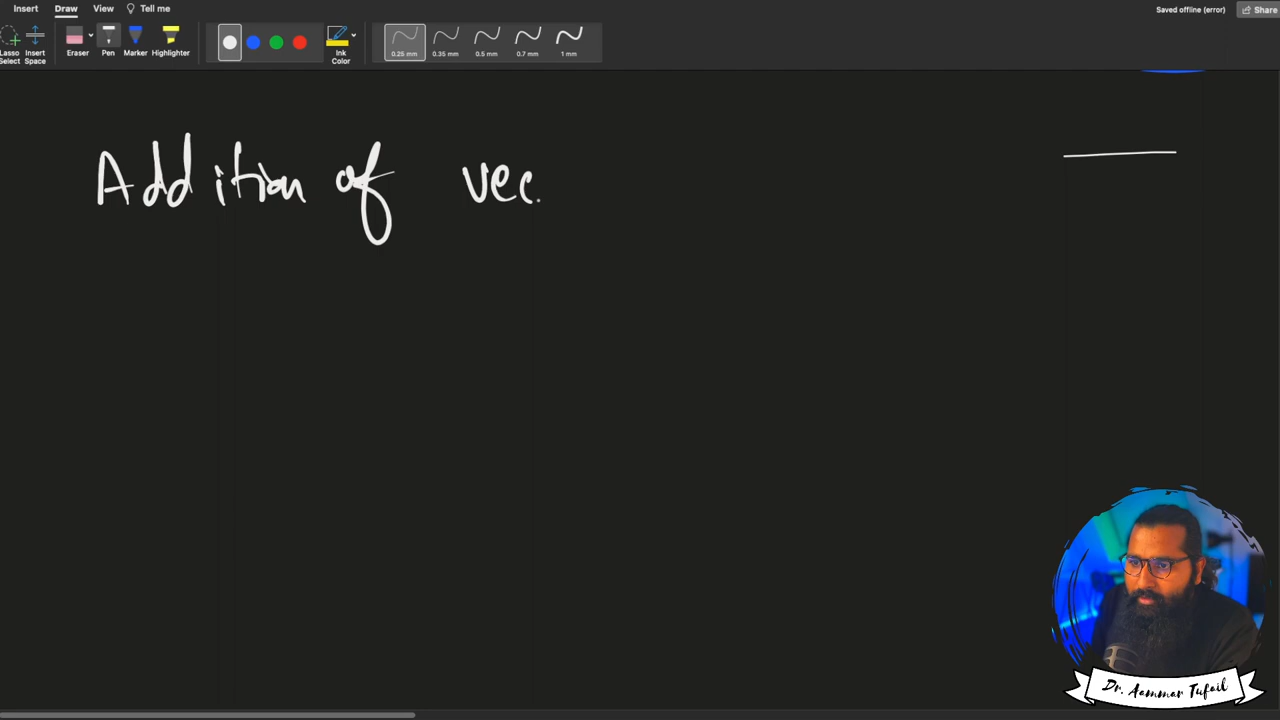 Insert Draw View Tell me
Saved offline (error) Share
Lasso Select Insert Space Eraser Pen Marker Highlighter Ink Color 0.25 mm 0.35 mm 0.5 mm 0.7 mm 1 mm
Addition of vec
Dr. Aammar Tufail